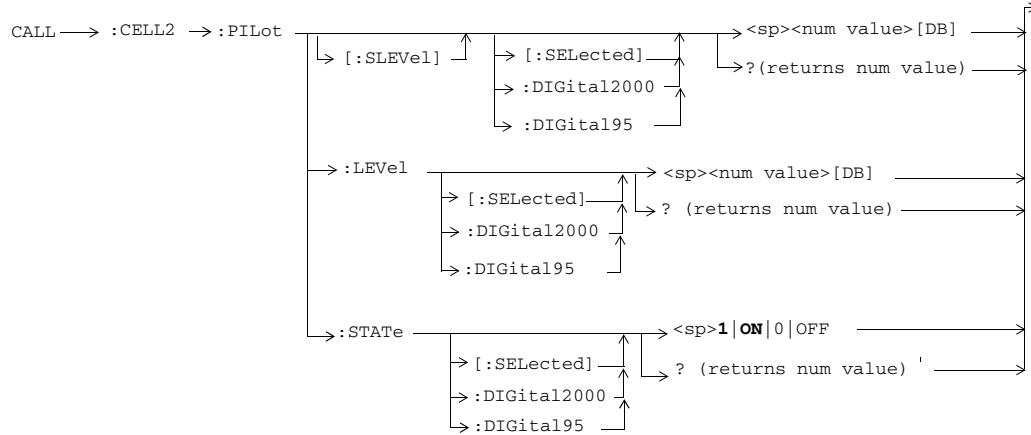 CALL :CELL2 :PILot <sp><num value>[DB]
[:SLEVel] [:SELected] ?(returns num value)
:DIGital2000
:DIGital95
:LEVel <sp><num value>[DB]
[:SELected] ? (returns num value)
:DIGital2000
:DIGital95
:STATe <sp>1|ON|0|OFF
[:SELected] ? (returns num value) '
:DIGital2000
:DIGital95